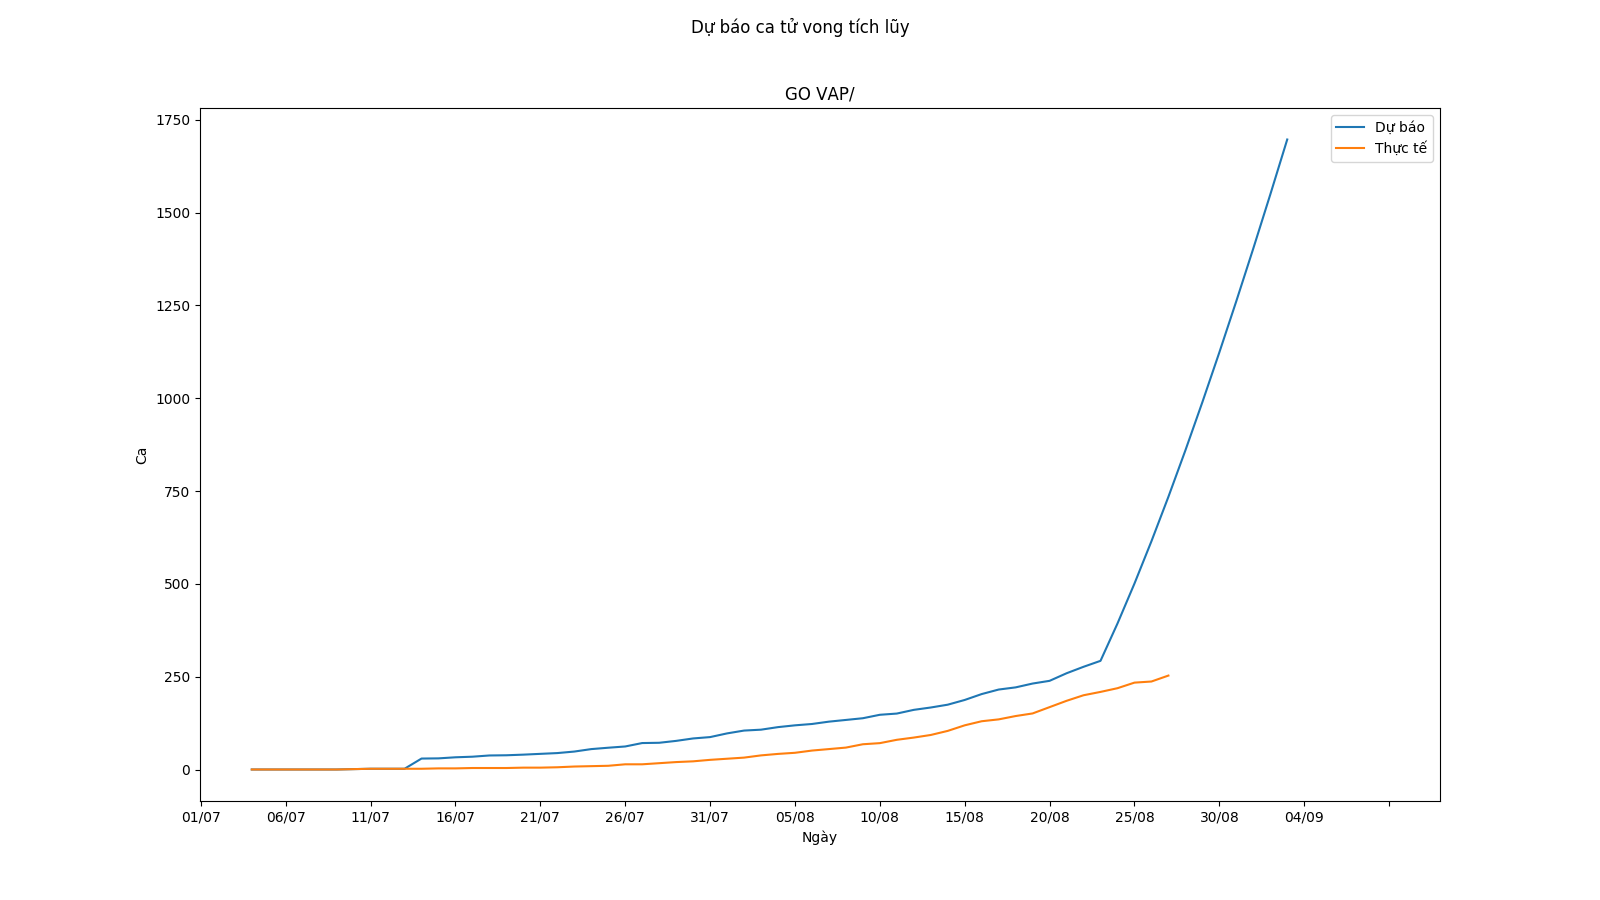 Dự báo ca tử vong tích lũy
GO VAP/
Dự báo
Thực tế
1750
1500
1250
1000
750
500
250
0
Ca
01/07 06/07 11/07 16/07 21/07 26/07 31/07 05/08 10/08 15/08 20/08 25/08 30/08 04/09
Ngày